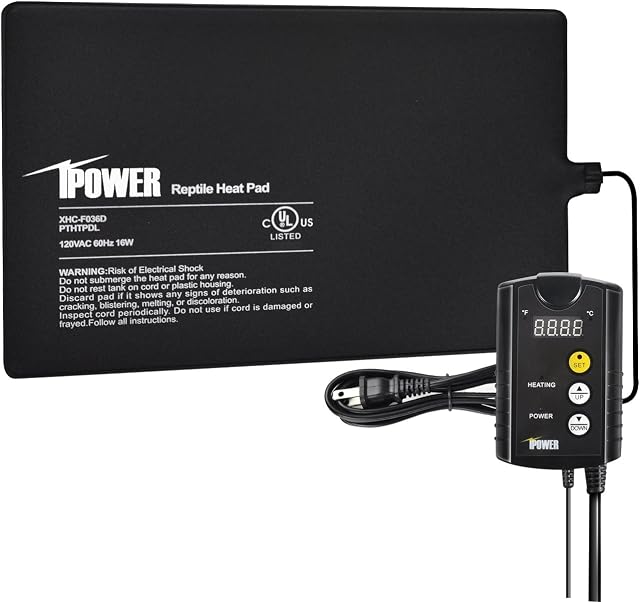 IPOWER Reptile Heat Pad
XHC-F036D
PTHTPDL
120VAC 60Hz 16W
C UL US
LISTED
WARNING:Risk of Electrical Shock
Do not submerge the heat pad for any reason.
Do not rest tank on cord or plastic housing.
Discard pad if it shows any signs of deterioration such as
cracking, blistering, melting, or discoloration.
Inspect cord periodically. Do not use if cord is damaged or
frayed.Follow all instructions.
°F 8.8.8.8 °C
SET
HEATING
UP
POWER
DOWN
IPOWER